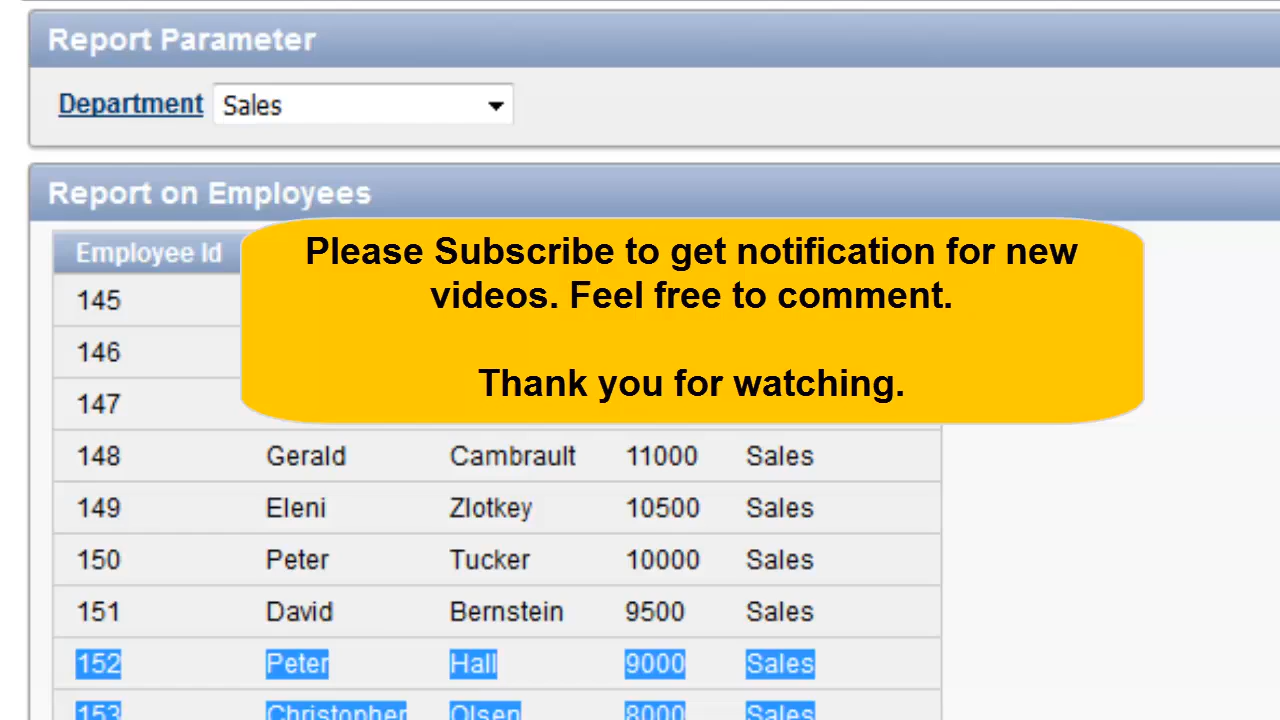 Report Parameter
Department Sales
Report on Employees
Employee Id
Please Subscribe to get notification for new
videos. Feel free to comment.
Thank you for watching.
145
146
147
148 Gerald Cambrault 11000 Sales
149 Eleni Zlotkey 10500 Sales
150 Peter Tucker 10000 Sales
151 David Bernstein 9500 Sales
152 Peter Hall 9000 Sales
153 Christopher Olsen 8000 Sales